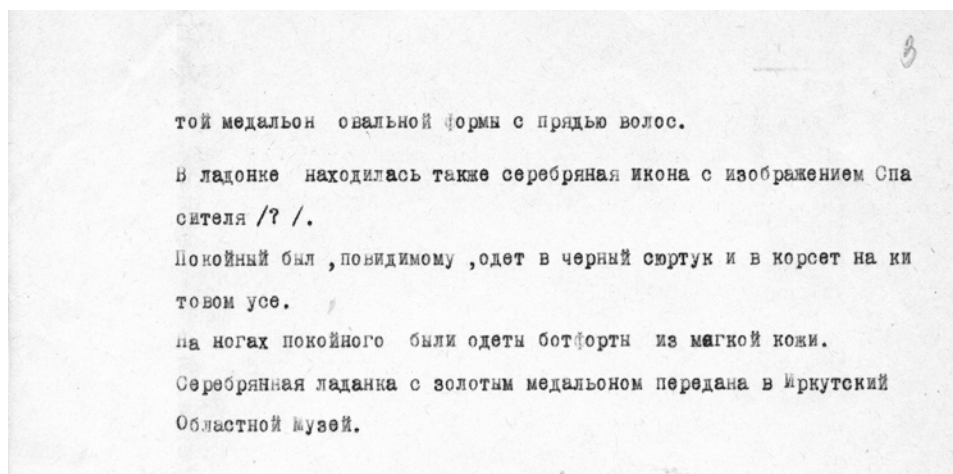 3
той медальон овальной формы с прядью волос.
В ладонке находилась также серебряная икона с изображением Спа
сителя /? /.
Покойный был ,повидимому ,одет в черный сюртук и в корсет на ки
товом усе.
На ногах покойного были одеты ботфорты из мягкой кожи.
Серебрянная ладанка с золотым медальоном передана в Иркутский
Областной Музей.